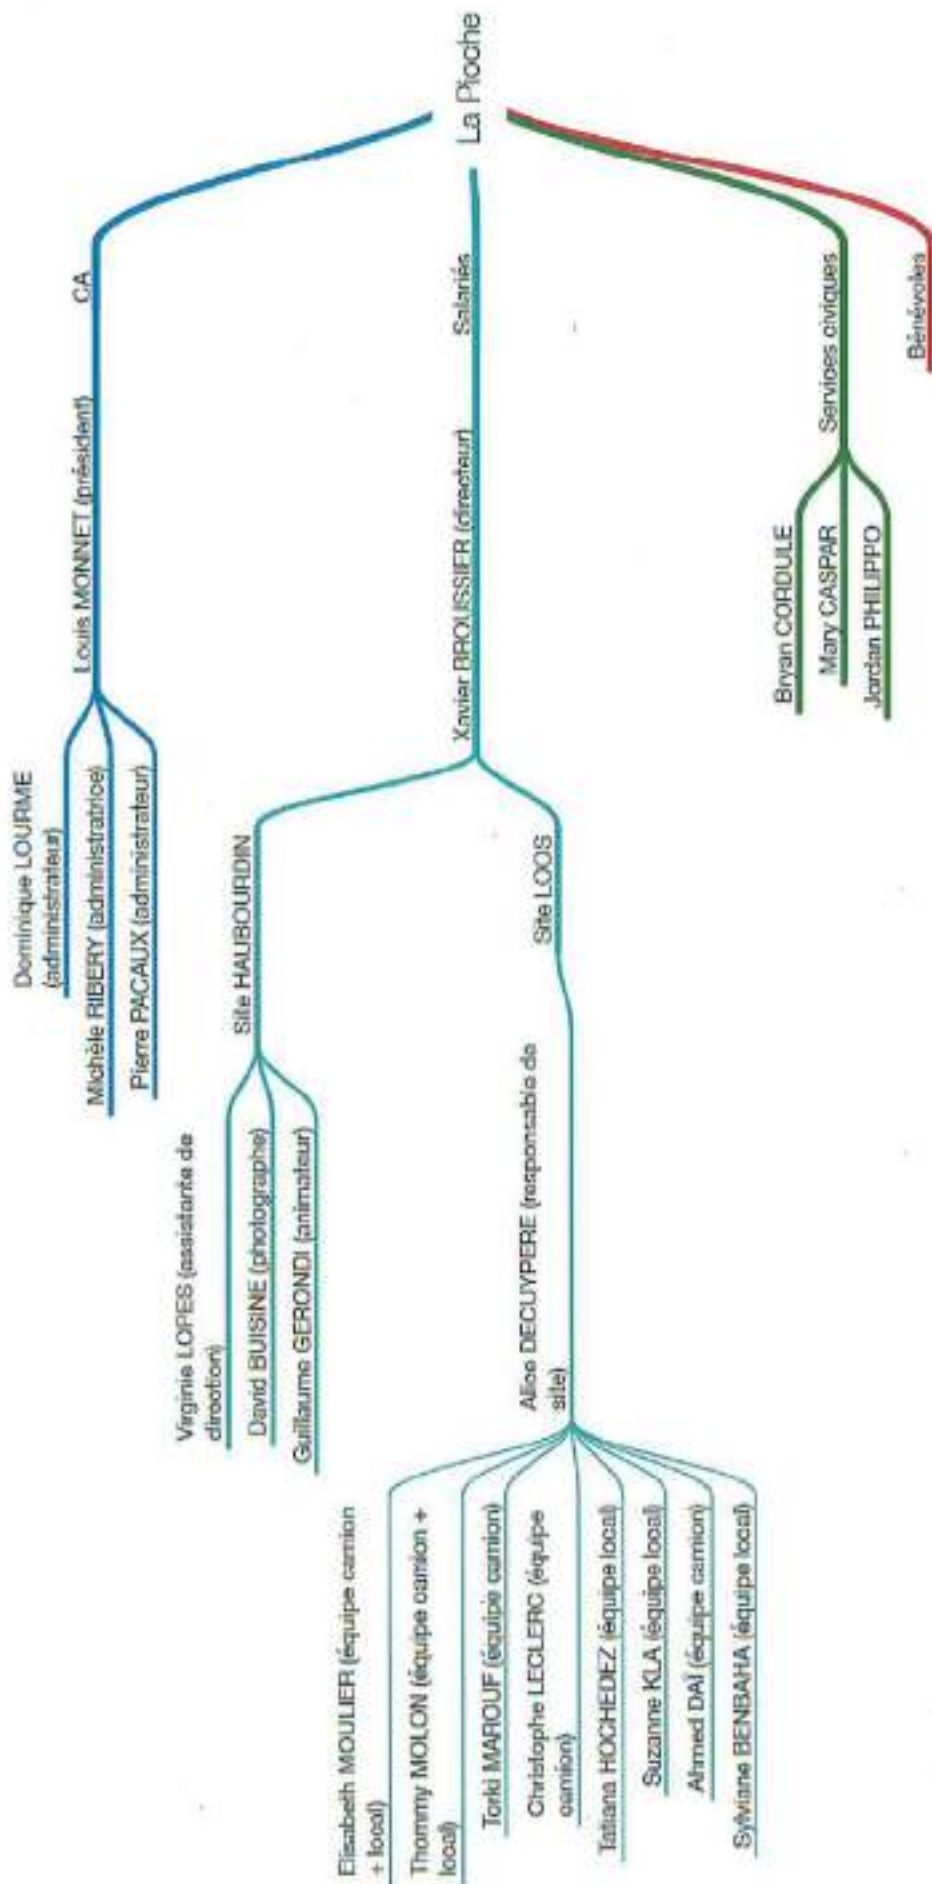 La Pioche
CA
Louis MONNET (président)
Dominique LOURME
(administrateur)
Michèle RIBERY (administratrice)
Pierre PACAUX (administrateur)
Salariés
Xavier BROUSSIER (directeur)
Site HAUBOURDIN
Virginie LOPES (assistante de
direction)
David BUISINE (photographe)
Guillaume GERONDI (animateur)
Site LOOS
Alice DECUYPERE (responsable de
site)
Elisabeth MOULIER (équipe camion
+ local)
Thommy MOLON (équipe camion +
local)
Torki MAROUF (équipe camion)
Christophe LECLERC (équipe
camion)
Tatiana HOCHEDEZ (équipe local)
Suzanne KLA (équipe local)
Ahmed DAÏ (équipe camion)
Sylviane BENBAHA (équipe local)
Services civiques
Bryan CORDULE
Mary CASPAR
Jordan PHILIPPO
Bénévoles